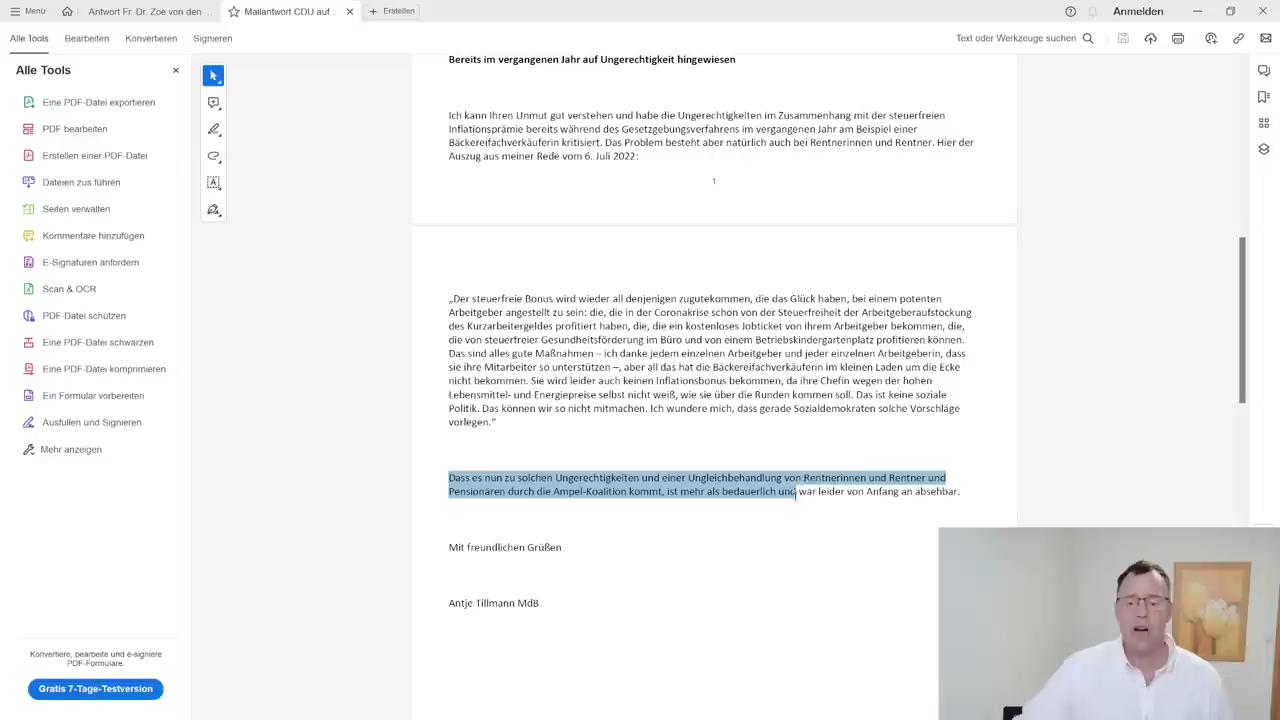 Menü
Antwort Fr. Dr. Zoe von den ...
Mailantwort CDU auf...
Erstellen
Anmelden
Alle Tools
Bearbeiten
Konvertieren
Signieren
Text oder Werkzeuge suchen
Alle Tools
Eine PDF-Datei exportieren
PDF bearbeiten
Erstellen einer PDF-Datei
Dateien zus.führen
Seiten verwalten
Kommentare hinzufügen
E-Signaturen anfordern
Scan & OCR
PDF-Datei schützen
Eine PDF-Datei schwärzen
Eine PDF-Datei komprimieren
Ein Formular vorbereiten
Ausfüllen und Signieren
Mehr anzeigen
Konvertiere, bearbeite und e-signiere
PDF-Formulare.
Gratis 7-Tage-Testversion
Bereits im vergangenen Jahr auf Ungerechtigkeit hingewiesen
Ich kann Ihren Unmut gut verstehen und habe die Ungerechtigkeiten im Zusammenhang mit der steuerfreien
Inflationsprämie bereits während des Gesetzgebungsverfahrens im vergangenen Jahr am Beispiel einer
Bäckereifachverkäuferin kritisiert. Das Problem besteht aber natürlich auch bei Rentnerinnen und Rentner. Hier der
Auszug aus meiner Rede vom 6. Juli 2022:
1
„Der steuerfreie Bonus wird wieder all denjenigen zugutekommen, die das Glück haben, bei einem potenten
Arbeitgeber angestellt zu sein: die, die in der Coronakrise schon von der Steuerfreiheit der Arbeitgeberaufstockung
des Kurzarbeitergeldes profitiert haben, die, die ein kostenloses Jobticket von ihrem Arbeitgeber bekommen, die,
die von steuerfreier Gesundheitsförderung im Büro und von einem Betriebskindergartenplatz profitieren können.
Das sind alles gute Maßnahmen – ich danke jedem einzelnen Arbeitgeber und jeder einzelnen Arbeitgeberin, dass
sie ihre Mitarbeiter so unterstützen –, aber all das hat die Bäckereifachverkäuferin im kleinen Laden um die Ecke
nicht bekommen. Sie wird leider auch keinen Inflationsbonus bekommen, da ihre Chefin wegen der hohen
Lebensmittel- und Energiepreise selbst nicht weiß, wie sie über die Runden kommen soll. Das ist keine soziale
Politik. Das können wir so nicht mitmachen. Ich wundere mich, dass gerade Sozialdemokraten solche Vorschläge
vorlegen.“
Dass es nun zu solchen Ungerechtigkeiten und einer Ungleichbehandlung von Rentnerinnen und Rentner und
Pensionären durch die Ampel-Koalition kommt, ist mehr als bedauerlich und war leider von Anfang an absehbar.
Mit freundlichen Grüßen
Antje Tillmann MdB